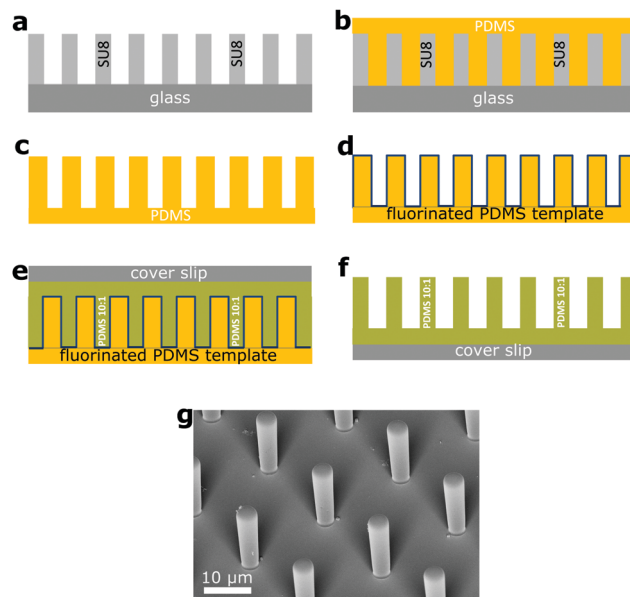 a
SU8
SU8
glass
b
PDMS
SU8
SU8
glass
c
PDMS
d
fluorinated PDMS template
e
cover slip
PDMS 10:1
PDMS 10:1
fluorinated PDMS template
f
PDMS 10:1
PDMS 10:1
cover slip
g
10 µm